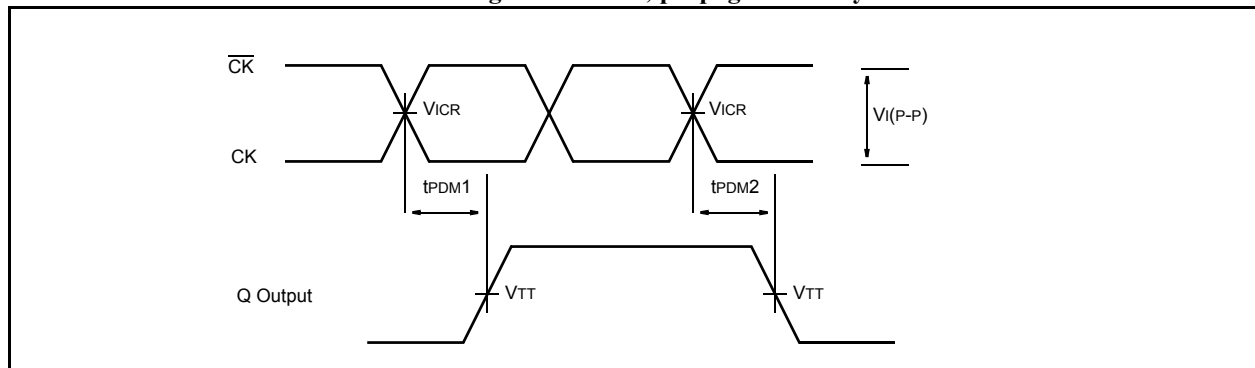 CK
VICR
VICR
VI(P-P)
CK
tPDM1
tPDM2
Q Output
VTT
VTT